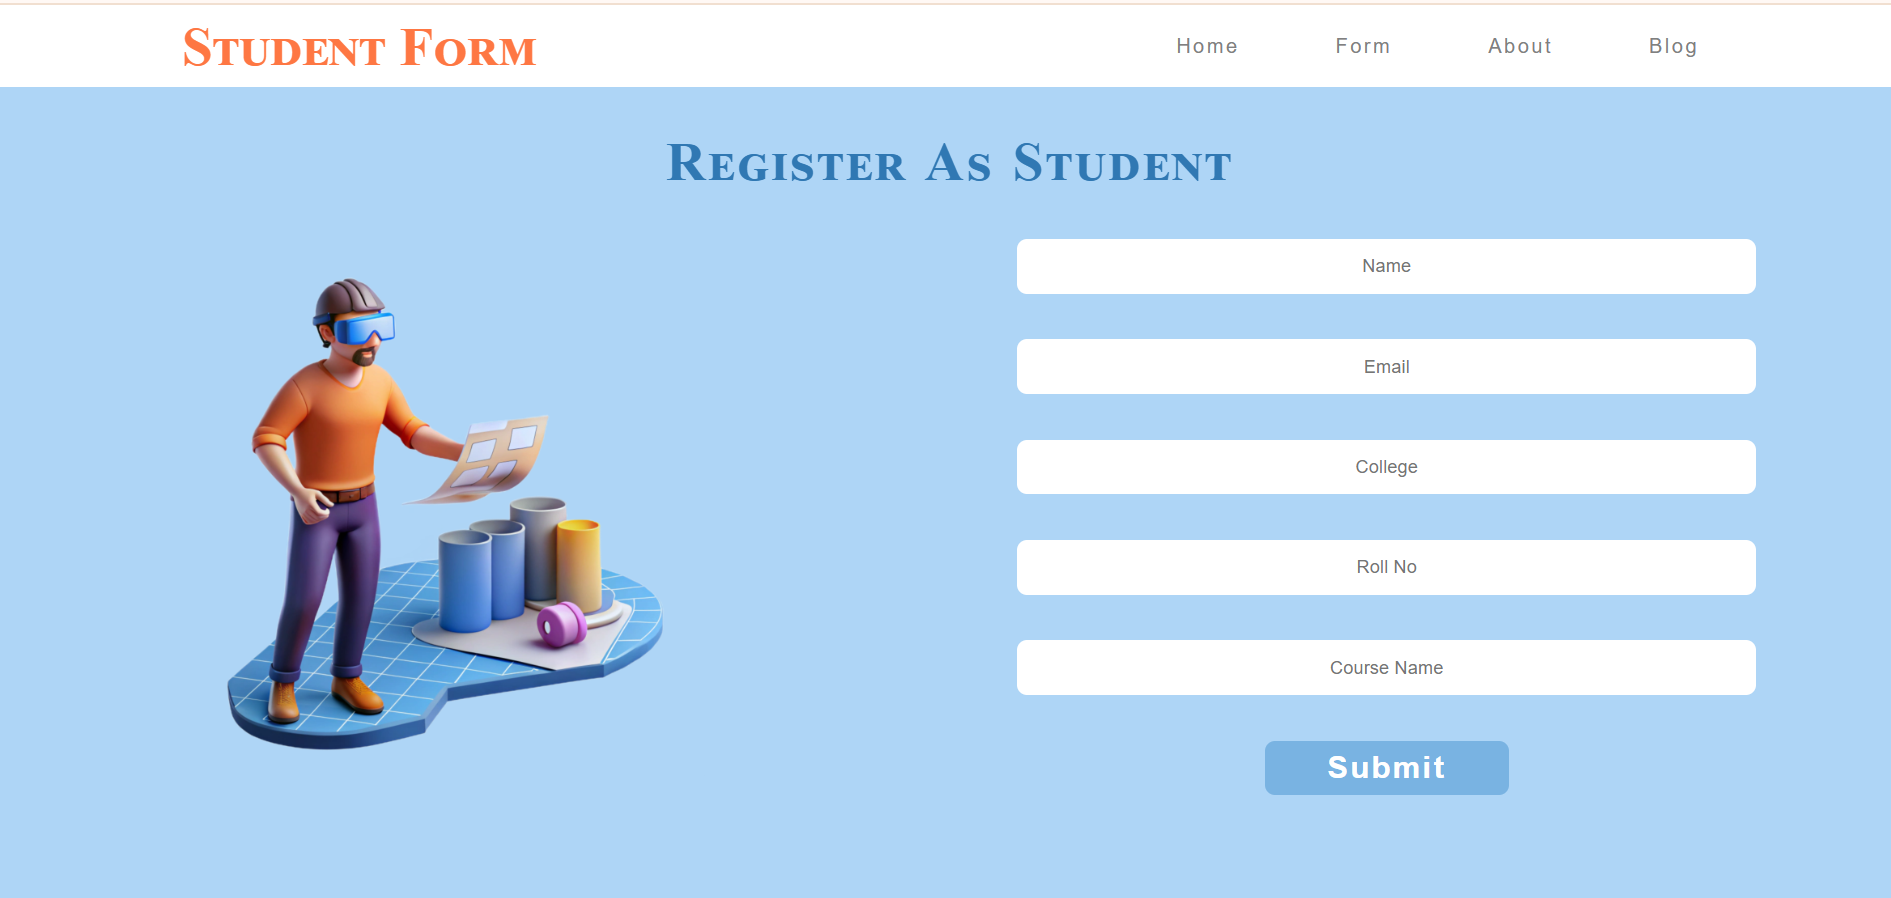 Student Form
Home Form About Blog
Register As Student
Name
Email
College
Roll No
Course Name
Submit